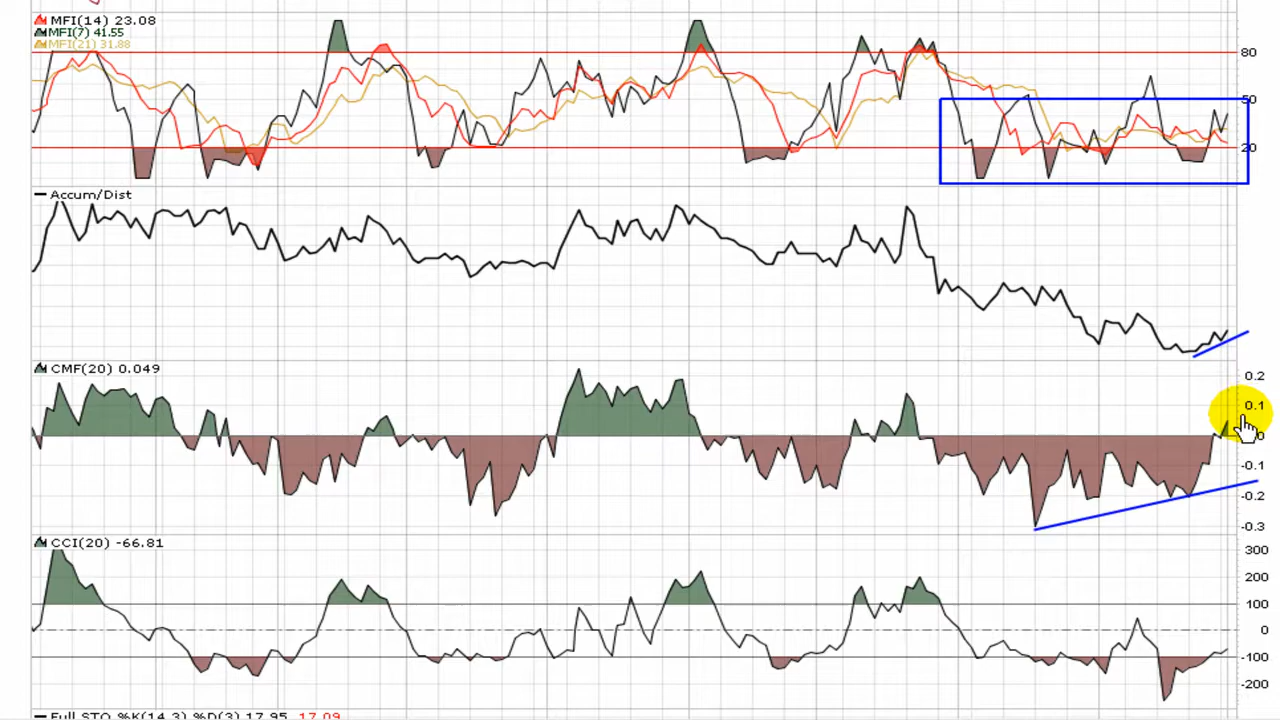 MFI(14) 23.08
MFI(7) 41.55
MFI(21) 31.88
80
50
20
Accum/Dist
CMF(20) 0.049
0.2
0.1
0
-0.1
-0.2
-0.3
CCI(20) -66.81
300
200
100
0
-100
-200
Full STO %K(14,3) %D(3) 17.95, 17.09